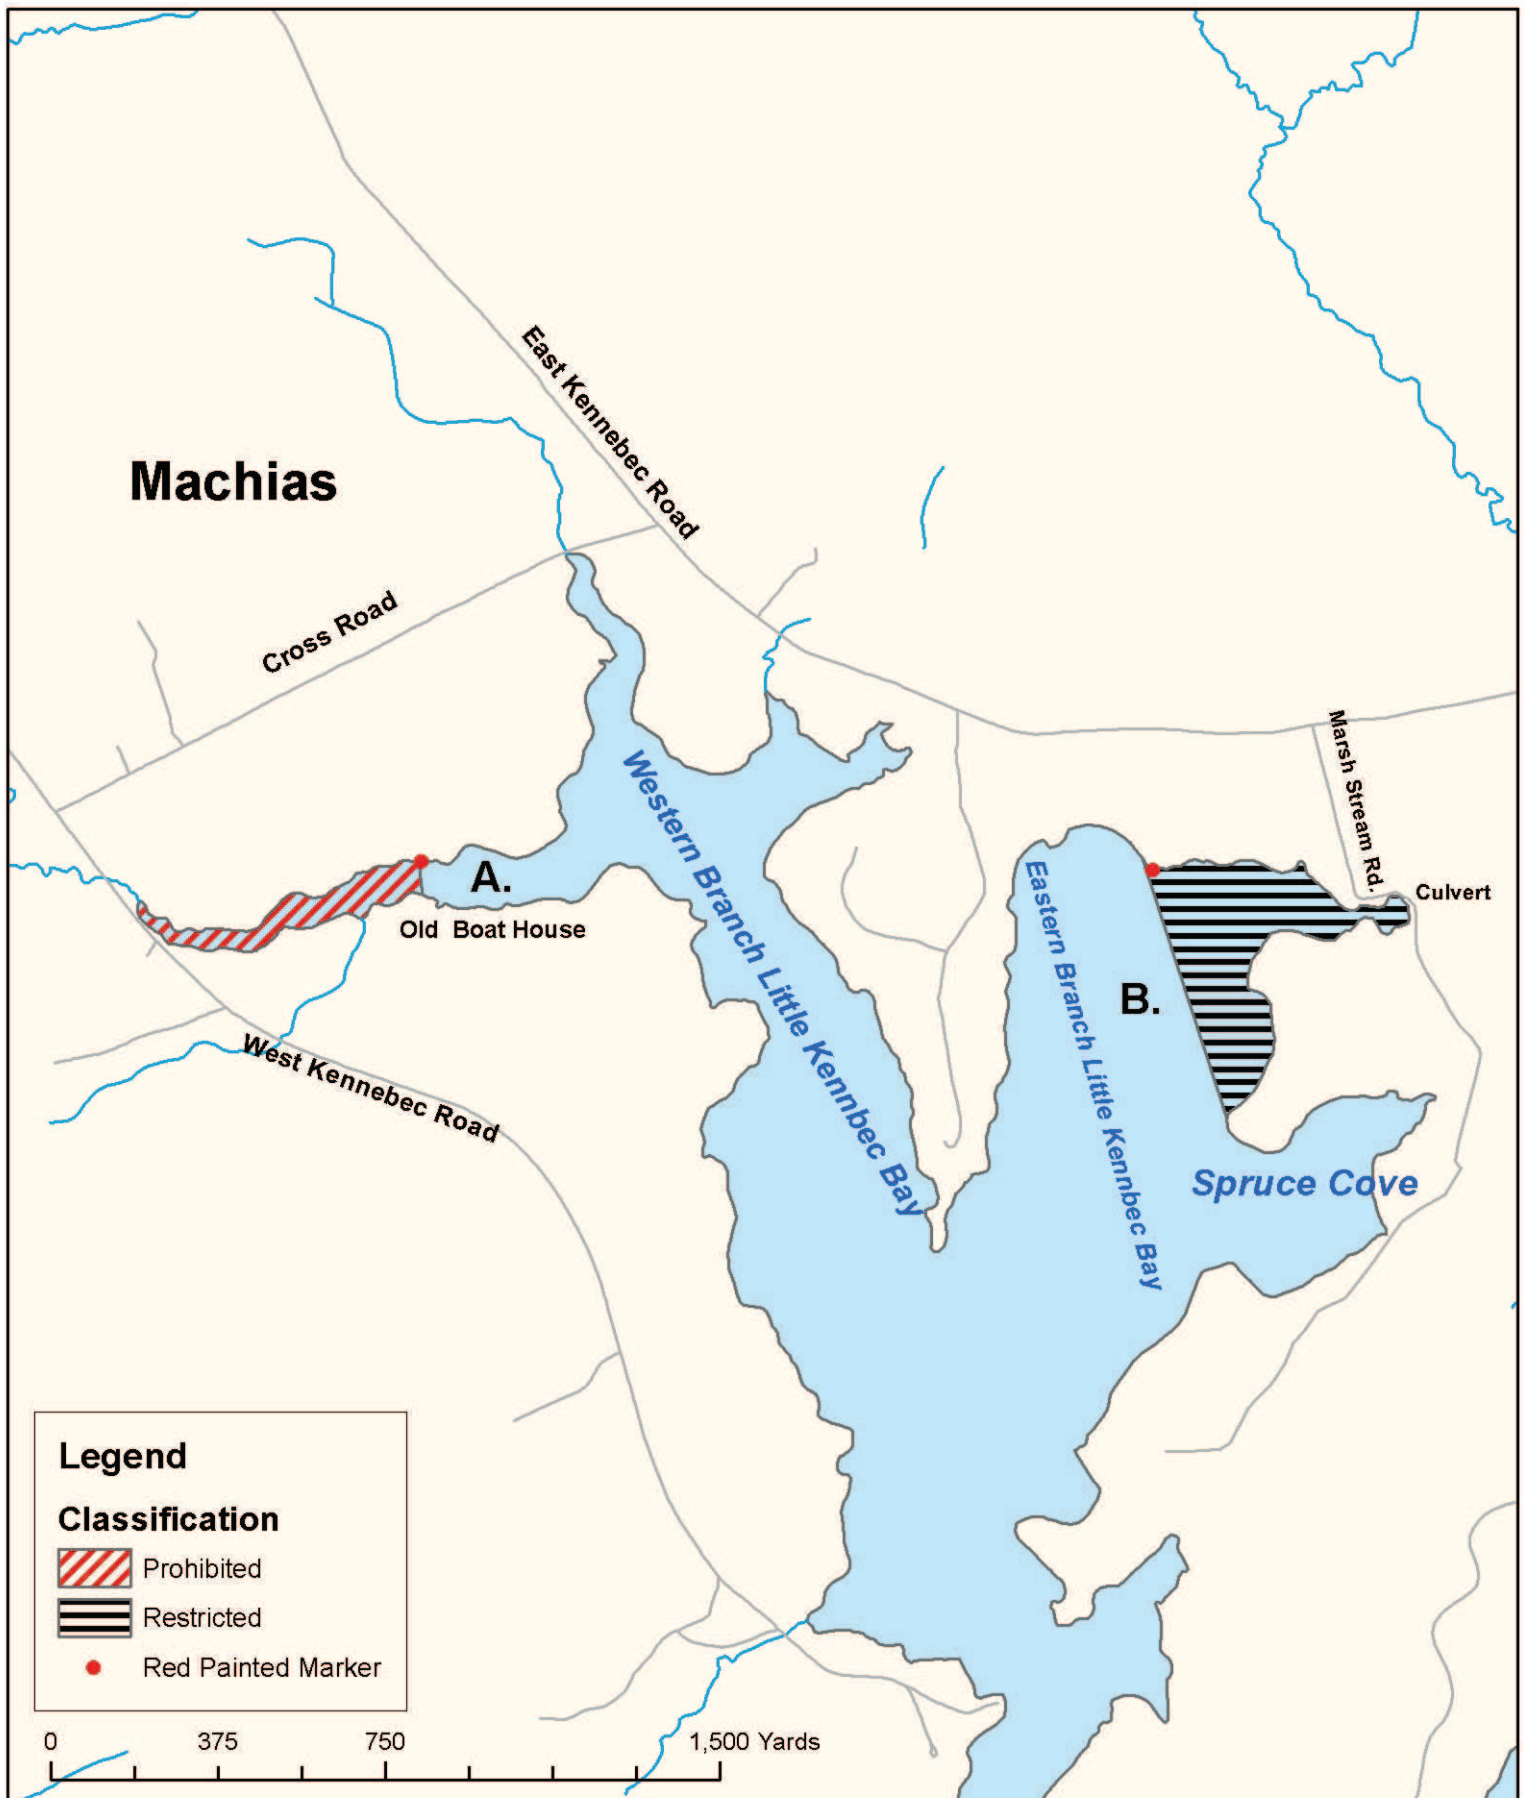 East Kennebec Road
Machias
Cross Road
Marsh Stream Rd.
Western Branch Little Kennbec Bay
A.
Old Boat House
Culvert
Eastern Branch Little Kennbec Bay
B.
West Kennebec Road
Spruce Cove
Legend
Classification
Prohibited
Restricted
Red Painted Marker
0 375 750 1,500 Yards